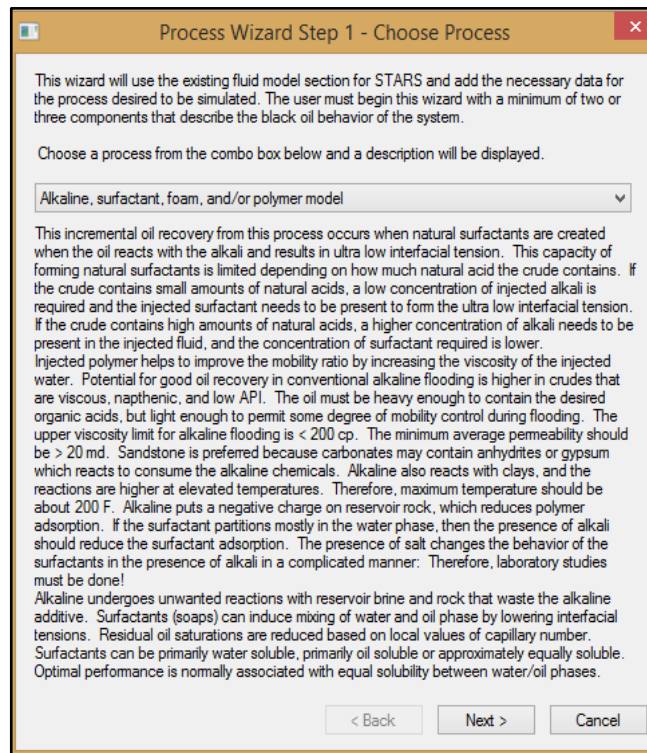 Process Wizard Step 1 - Choose Process
This wizard will use the existing fluid model section for STARS and add the necessary data for
the process desired to be simulated. The user must begin this wizard with a minimum of two or
three components that describe the black oil behavior of the system.
Choose a process from the combo box below and a description will be displayed.
Alkaline, surfactant, foam, and/or polymer model
This incremental oil recovery from this process occurs when natural surfactants are created
when the oil reacts with the alkali and results in ultra low interfacial tension. This capacity of
forming natural surfactants is limited depending on how much natural acid the crude contains. If
the crude contains small amounts of natural acids, a low concentration of injected alkali is
required and the injected surfactant needs to be present to form the ultra low interfacial tension.
If the crude contains high amounts of natural acids, a higher concentration of alkali needs to be
present in the injected fluid, and the concentration of surfactant required is lower.
Injected polymer helps to improve the mobility ratio by increasing the viscosity of the injected
water. Potential for good oil recovery in conventional alkaline flooding is higher in crudes that
are viscous, napthenic, and low API. The oil must be heavy enough to contain the desired
organic acids, but light enough to permit some degree of mobility control during flooding. The
upper viscosity limit for alkaline flooding is < 200 cp. The minimum average permeability should
be > 20 md. Sandstone is preferred because carbonates may contain anhydrites or gypsum
which reacts to consume the alkaline chemicals. Alkaline also reacts with clays, and the
reactions are higher at elevated temperatures. Therefore, maximum temperature should be
about 200 F. Alkaline puts a negative charge on reservoir rock, which reduces polymer
adsorption. If the surfactant partitions mostly in the water phase, then the presence of alkali
should reduce the surfactant adsorption. The presence of salt changes the behavior of the
surfactants in the presence of alkali in a complicated manner: Therefore, laboratory studies
must be done!
Alkaline undergoes unwanted reactions with reservoir brine and rock that waste the alkaline
additive. Surfactants (soaps) can induce mixing of water and oil phase by lowering interfacial
tensions. Residual oil saturations are reduced based on local values of capillary number.
Surfactants can be primarily water soluble, primarily oil soluble or approximately equally soluble.
Optimal performance is normally associated with equal solubility between water/oil phases.
< Back
Next >
Cancel